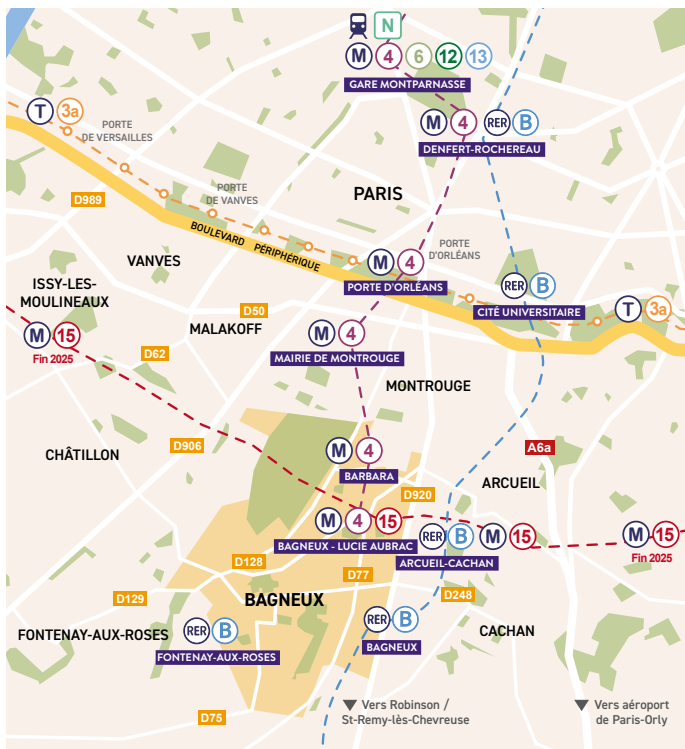 N
M 4 6 12 13
GARE MONTPARNASSE
T 3a
PORTE
DE VERSAILLES
M 4 RER B
DENFERT-ROCHEREAU
PORTE
DE VANVES
PARIS
D989
BOULEVARD PÉRIPHÉRIQUE
PORTE
D'ORLÉANS
VANVES
M 4
PORTE D'ORLÉANS
ISSY-LES-
MOULINEAUX
RER B
CITÉ UNIVERSITAIRE
T 3a
D50
MALAKOFF
M 15
Fin 2025
M 4
MAIRIE DE MONTROUGE
D62
MONTROUGE
D906
A6a
CHÂTILLON
M 4
BARBARA
ARCUEIL
D920
M 4 15
BAGNEUX - LUCIE AUBRAC
RER B M 15
ARCUEIL-CACHAN
M 15
Fin 2025
D128
D77
D129
BAGNEUX
D248
FONTENAY-AUX-ROSES
RER B
FONTENAY-AUX-ROSES
RER B
BAGNEUX
CACHAN
D75
Vers Robinson /
St-Remy-lès-Chevreuse
Vers aéroport
de Paris-Orly